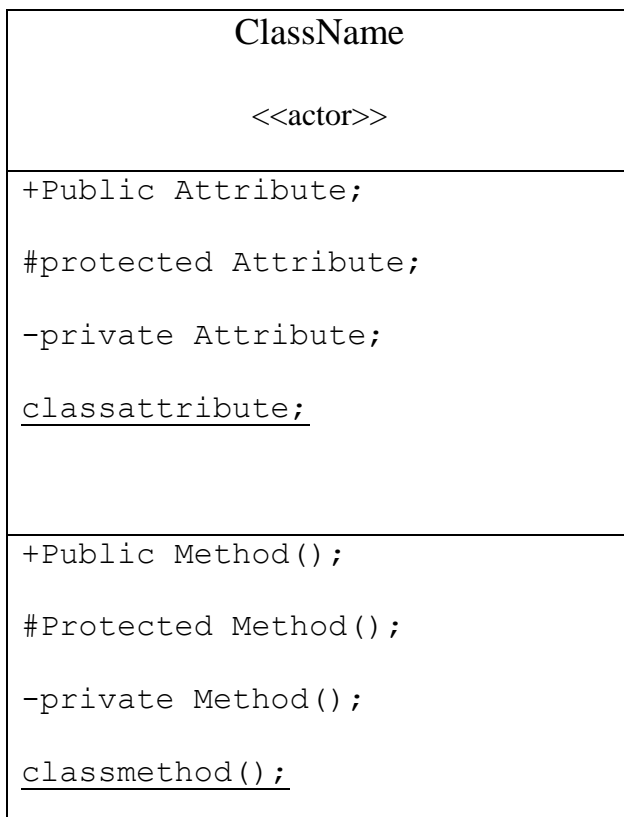 ClassName
<<actor>>
+Public Attribute;
#protected Attribute;
-private Attribute;
classattribute;
+Public Method();
#Protected Method();
-private Method();
classmethod();